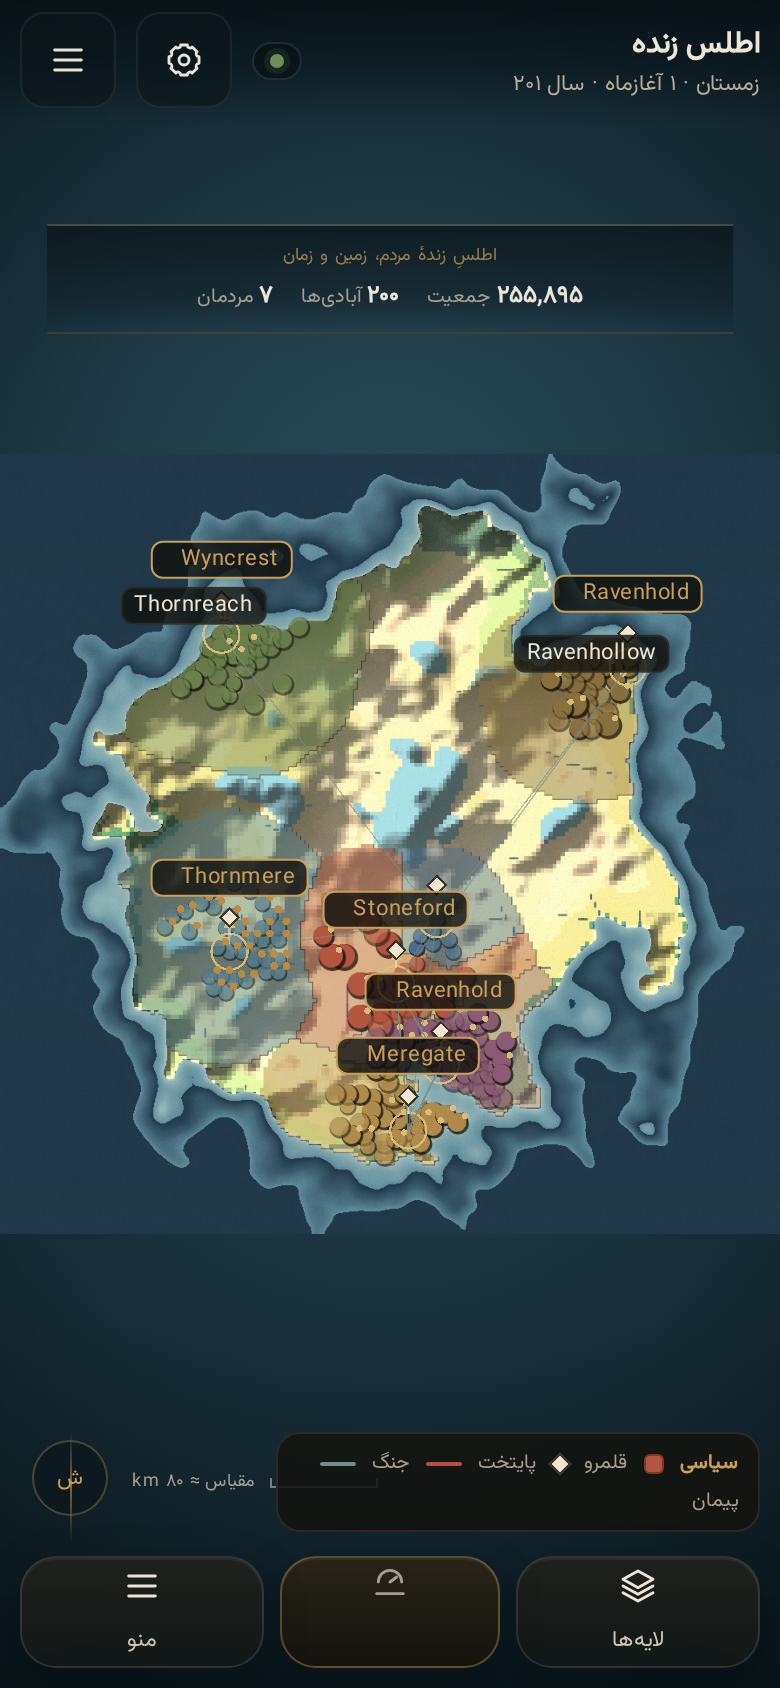 اطلس زنده
زمستان · ۱ آغازماه · سال ۲۰۱
اطلسِ زندهٔ مردم، زمین و زمان
۲۵۵,۸۹۵ جمعیت ۲۰۰ آبادی‌ها ۷ مردمان
Wyncrest
Ravenhold
Thornreach
Ravenhollow
Thornmere
Stoneford
Ravenhold
Meregate
سیاسی قلمرو پایتخت جنگ
پیمان
مقیاس ≈ ۸۰ km
ش
لایه‌ها
منو